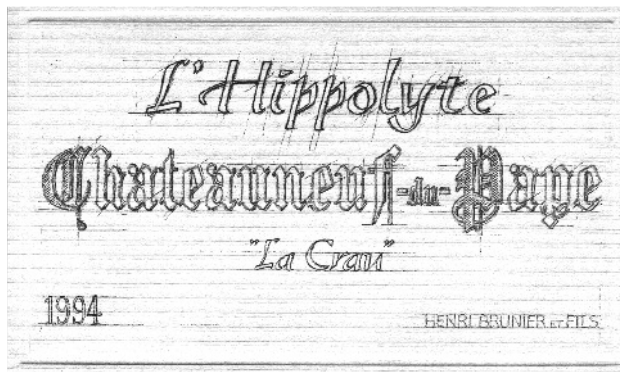 L'Hippolyte
Chateauneuf-du-Pape
"La Crau"
1994 HENRI BRUNIER ET FILS